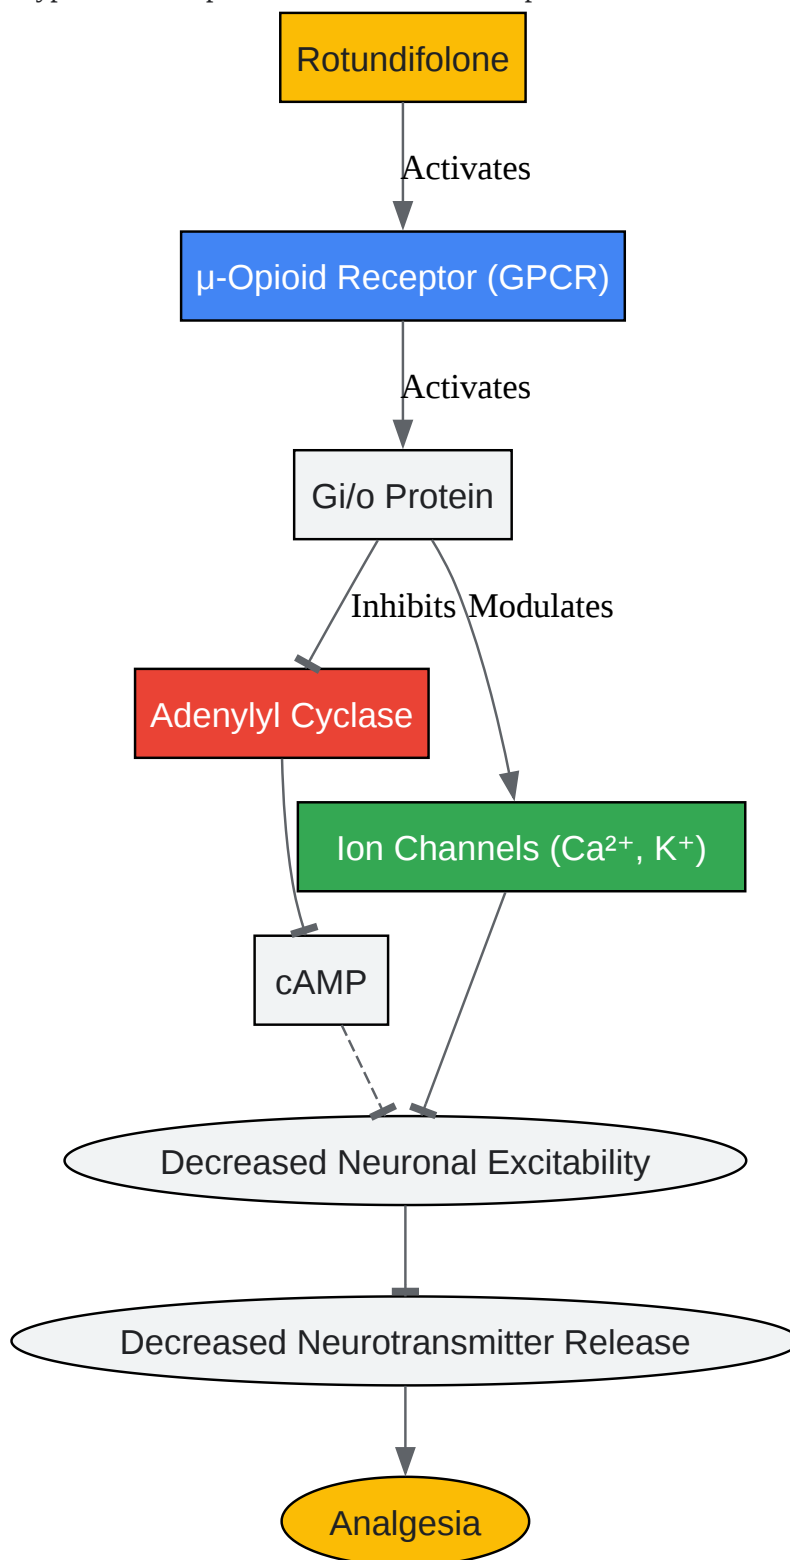 Rotundifolone
Activates
μ-Opioid Receptor (GPCR)
Activates
Gi/o Protein
Inhibits
Modulates
Adenylyl Cyclase
Ion Channels (Ca²⁺, K⁺)
cAMP
Decreased Neuronal Excitability
Decreased Neurotransmitter Release
Analgesia